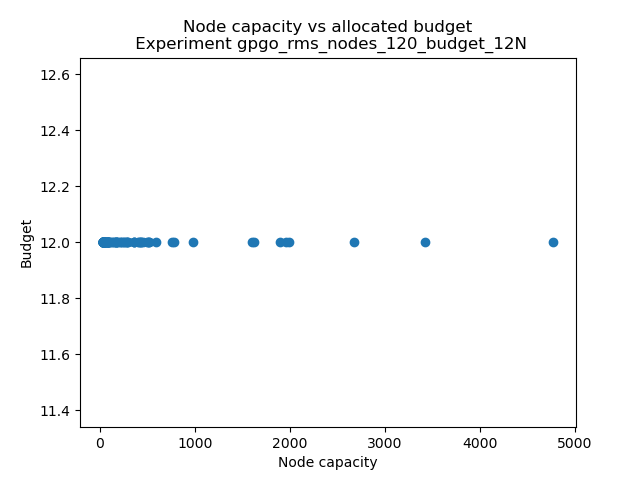 Node capacity vs allocated budget
Experiment gpgo_rms_nodes_120_budget_12N
12.6
12.4
12.2
12.0
11.8
11.6
11.4
Budget
0 1000 2000 3000 4000 5000
Node capacity